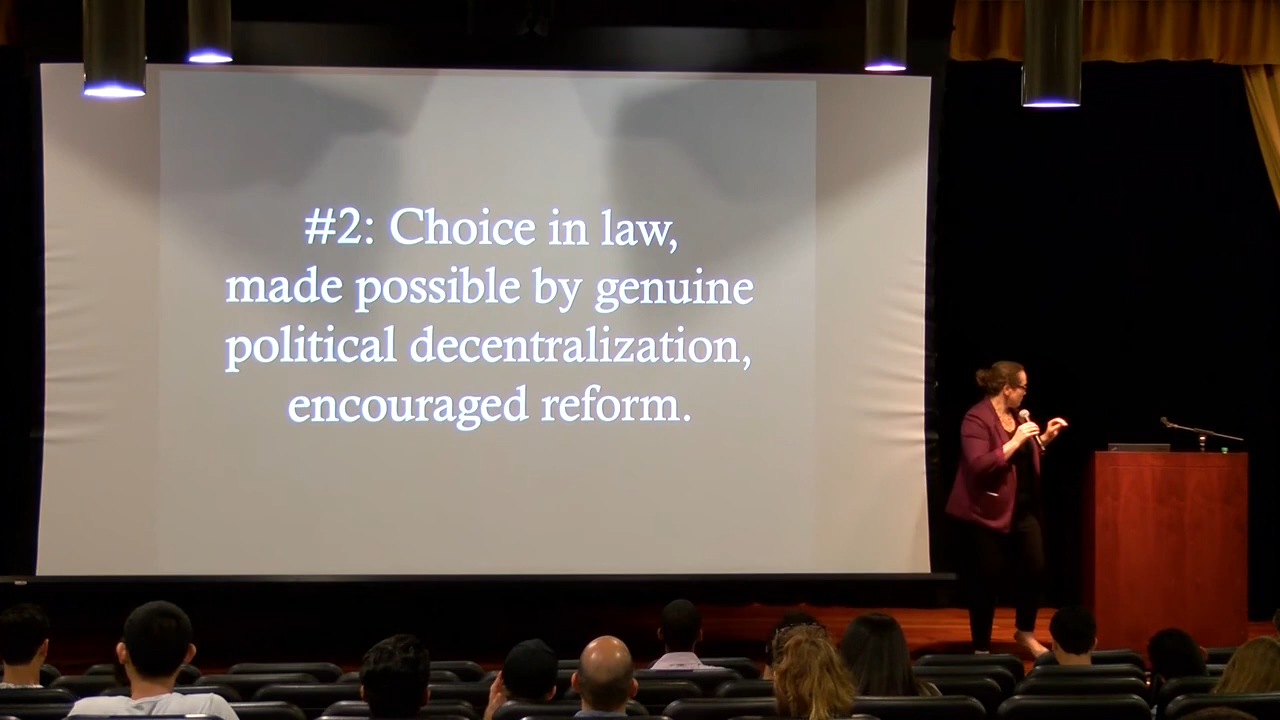 #2: Choice in law,
made possible by genuine
political decentralization,
encouraged reform.